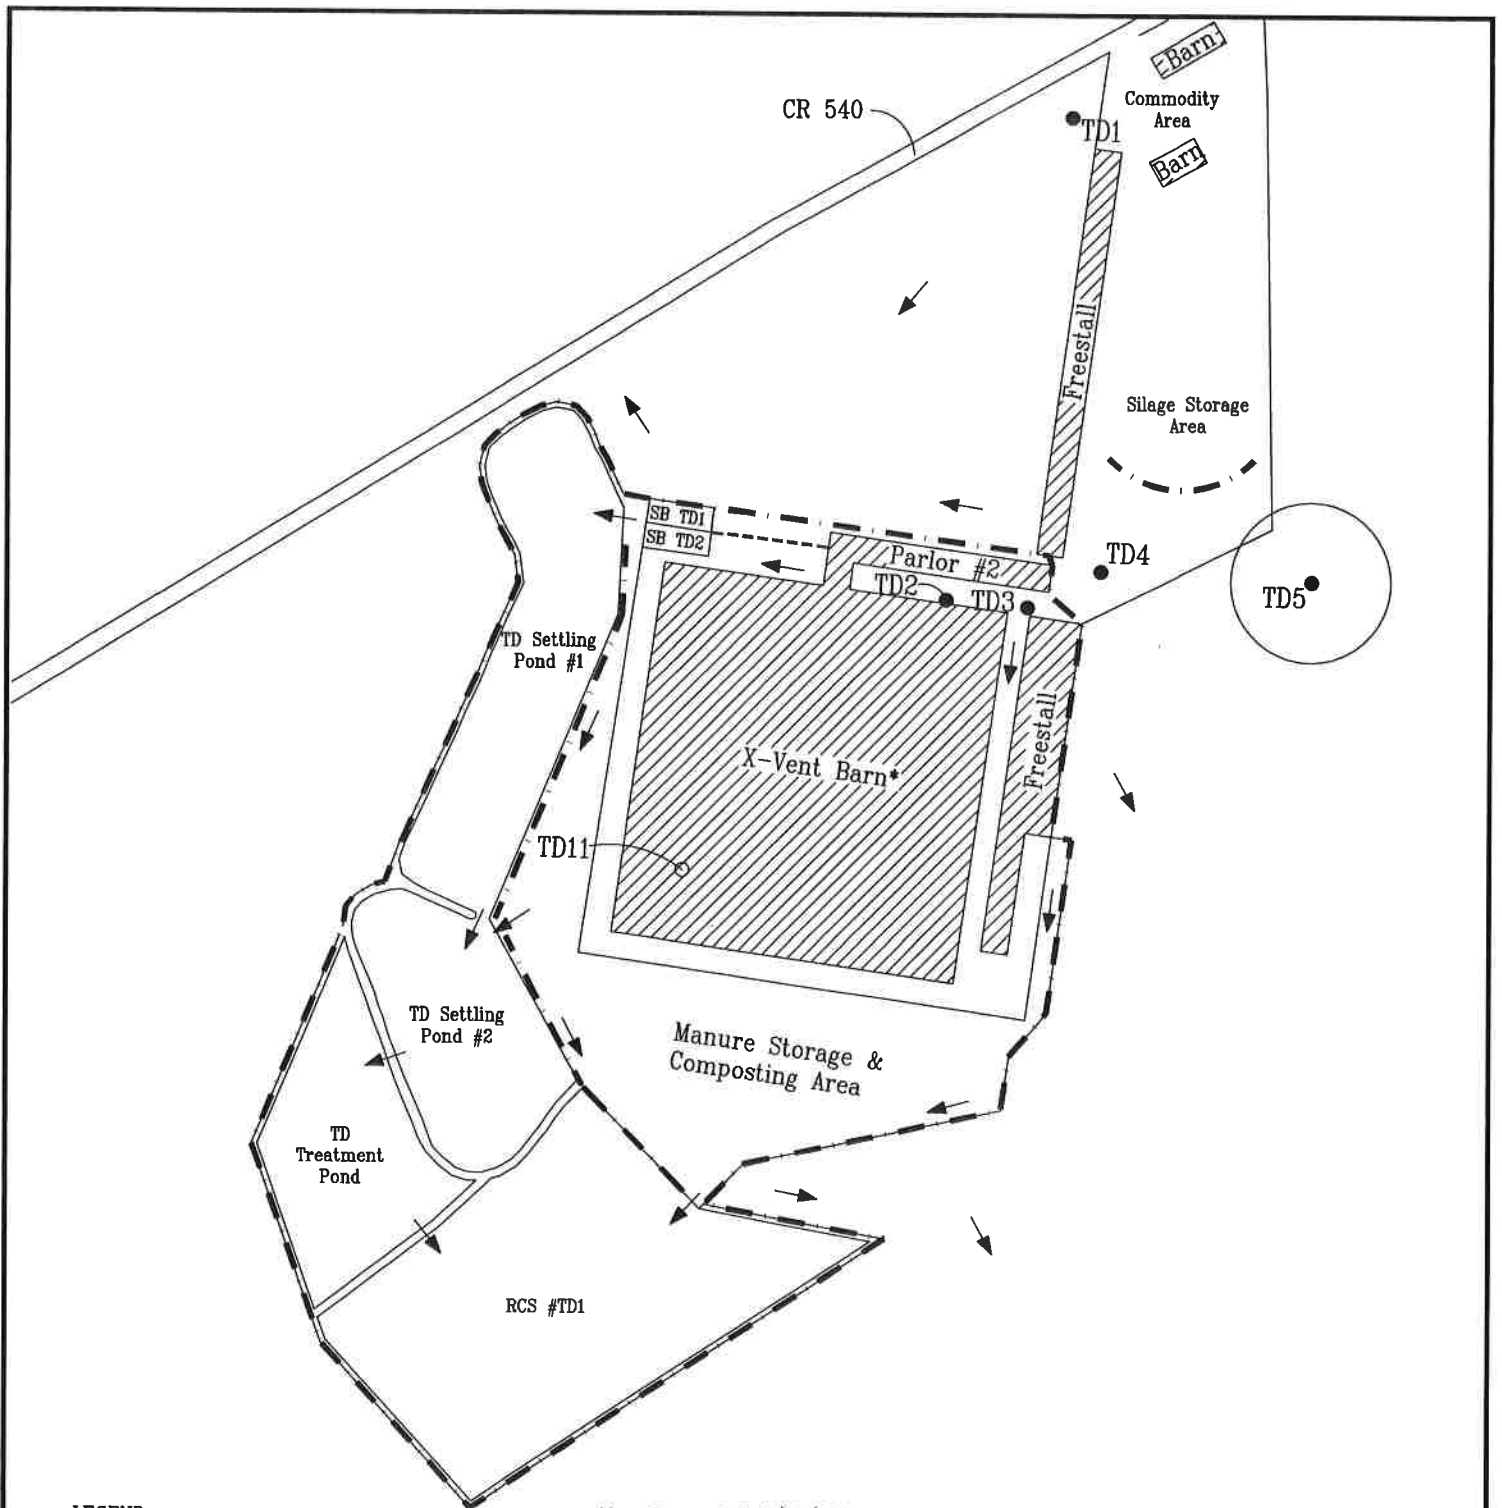 Barn
CR 540
Commodity
Area
TD1
Barn
Freestall
Silage Storage
Area
SB TD1
SB TD2
Parlor #2
TD4
TD2
TD3
TD5
TD Settling
Pond #1
Freestall
X-Vent Barn*
TD11
TD Settling
Pond #2
Manure Storage &
Composting Area
TD
Treatment
Pond
RCS #TD1